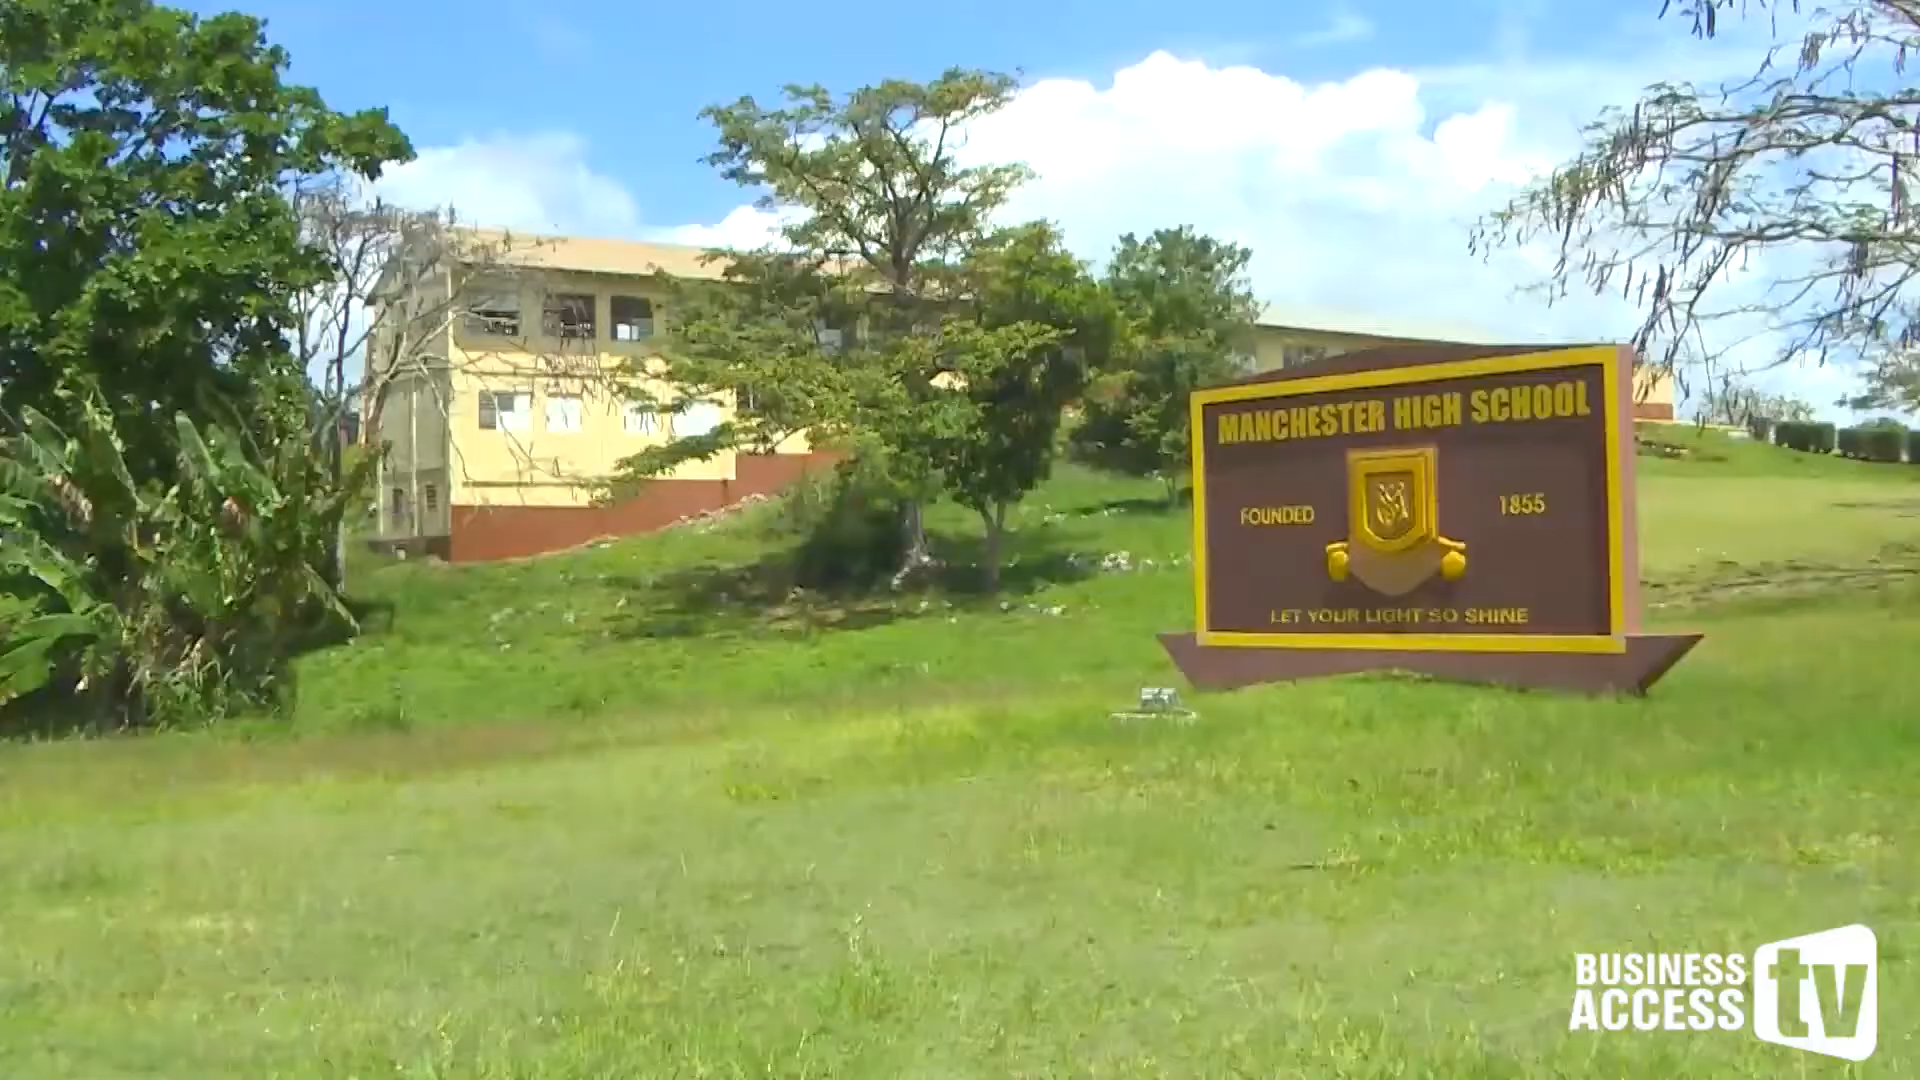 MANCHESTER HIGH SCHOOL
FOUNDED 1855
LET YOUR LIGHT SO SHINE
BUSINESS
ACCESS
tv